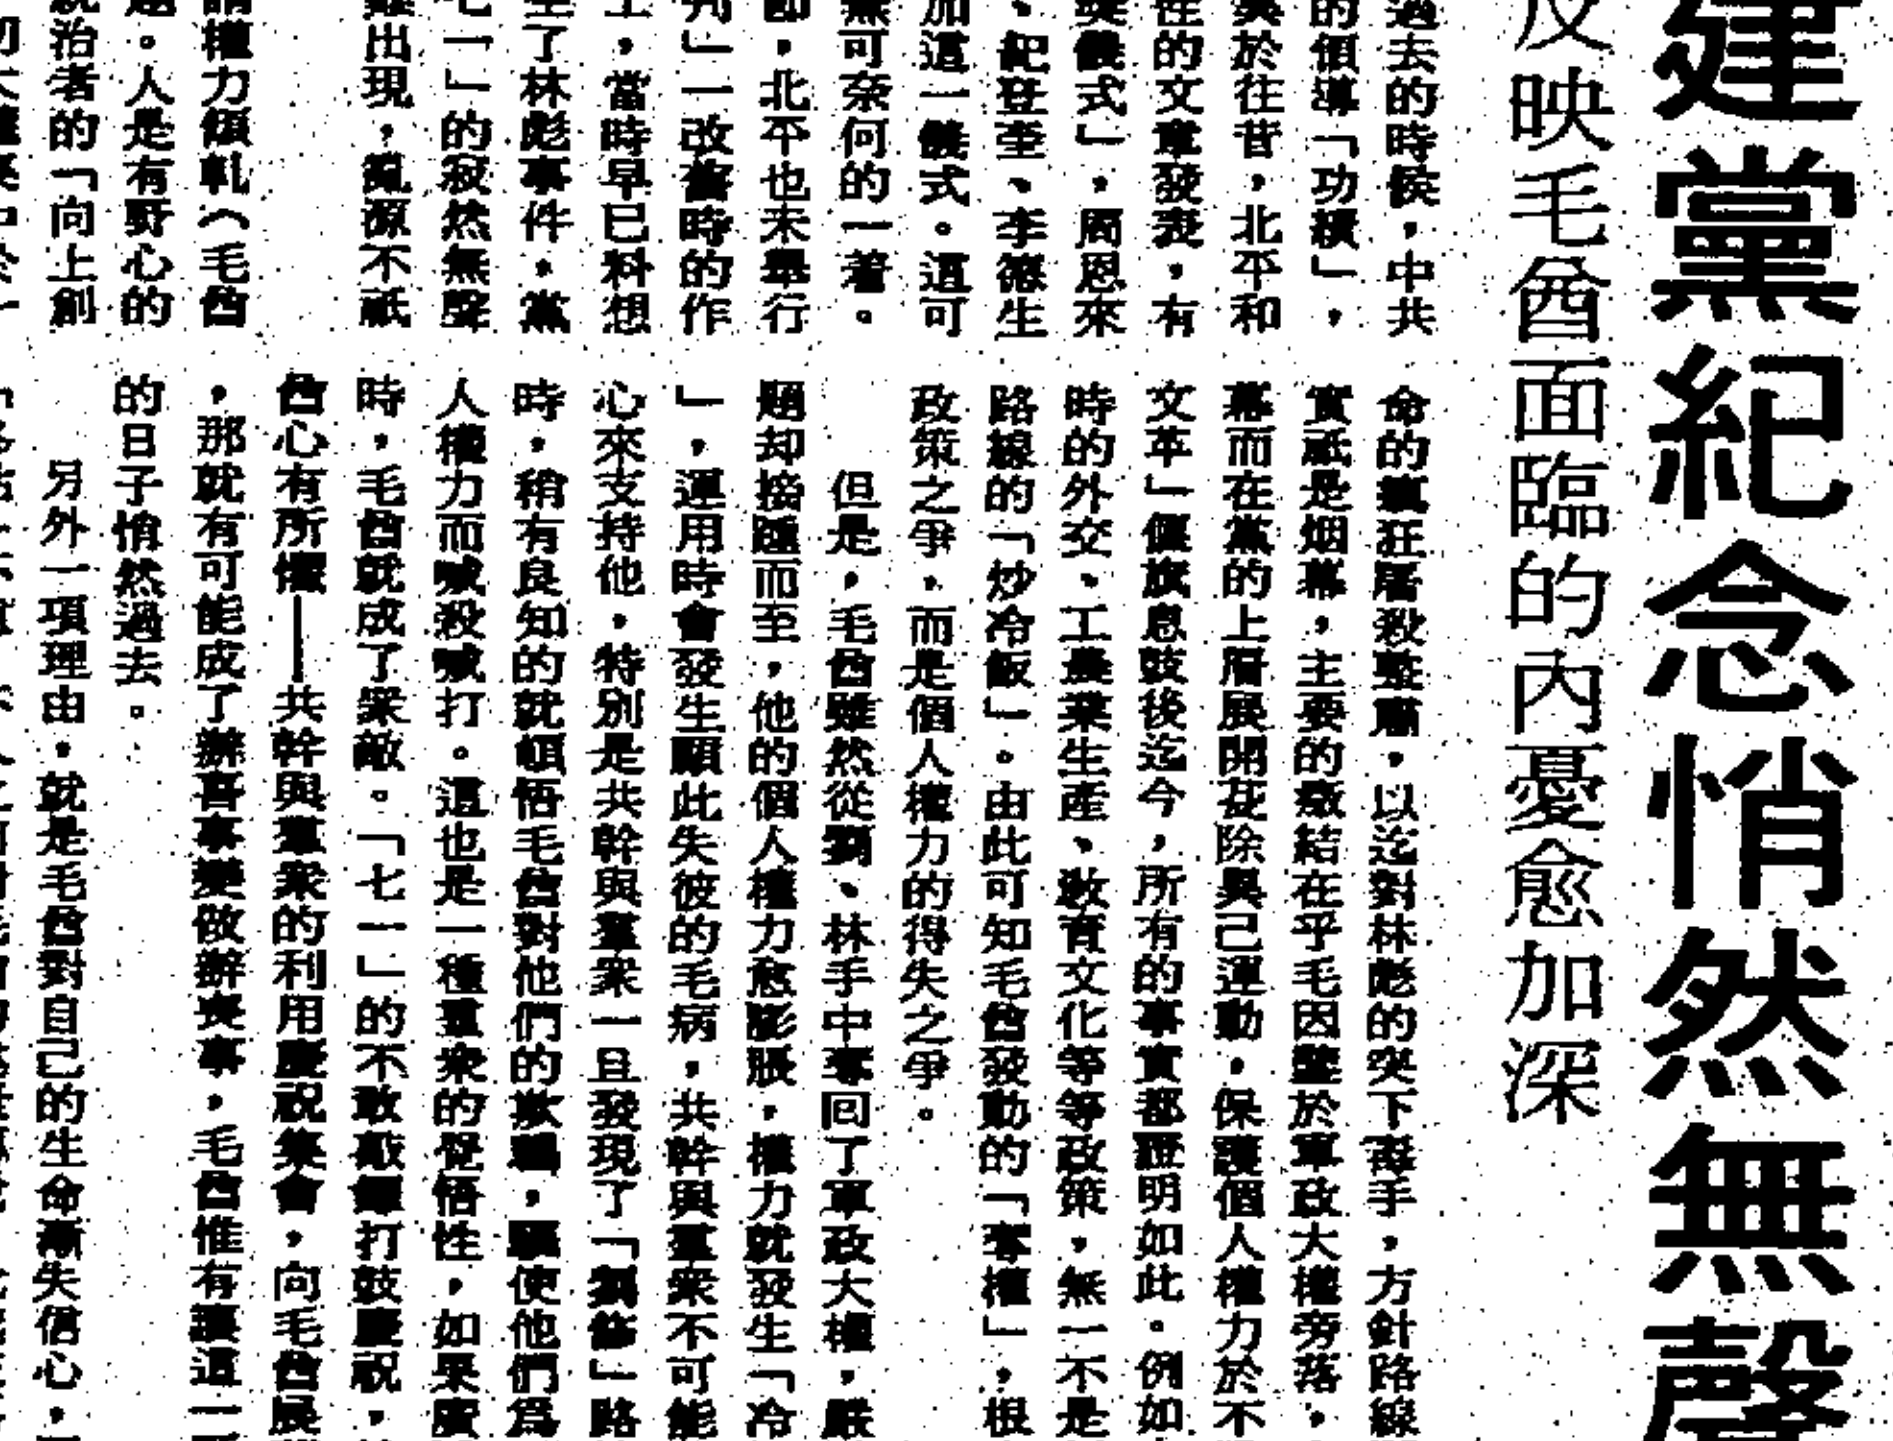 建黨紀念悄然無聲
反映毛酋面臨的內憂愈加深
過去的時候，中共
的領導「功績」，
異於往昔，北平和
性的文章發表，有
獎儀式」，周恩來
、紀登奎、李德生
加這一儀式。這可
無可奈何的一著。
節，北平也未舉行
刊」一改舊時的作
上，當時早已料想
生了林彪事件，黨
七一」的寂然無聲
雖出現，亂源不祇
謂權力傾軋（毛酋
題。人是有野心的
統治者的「向上創
命的瘋狂屠殺整肅，以迄對林彪的突下毒手，方針路線
實祇是烟幕，主要的癥結在乎毛因鑒於軍政大權旁落，
幕而在黨的上層展開芟除異己運動，保護個人權力於不
文革」偃旗息鼓後迄今，所有的事實都證明如此。例如
時的外交、工農業生產、教育文化等等政策，無一不是
路線的「炒冷飯」。由此可知毛酋發動的「奪權」，根
政策之爭，而是個人權力的得失之爭。
但是，毛酋雖然從劉、林手中奪回了軍政大權，嚴
題却接踵而至，他的個人權力愈膨脹，權力就發生「冷
」，運用時會發生顧此失彼的毛病，共幹與羣衆不可能
心來支持他，特別是共幹與羣衆一旦發現了「劉修」路
時，稍有良知的就頓悟毛酋對他們的欺騙，驅使他們爲
人權力而喊殺喊打。這也是一種羣衆的覺悟性，如果廣
時，毛酋就成了衆敵。「七一」的不敢敲鑼打鼓慶祝，
酋心有所懼——共幹與羣衆的利用慶祝集會，向毛酋展
，那就有可能成了辦喜事變做辦喪事，毛酋惟有讓這一
的日子悄然過去。
另外一項理由，就是毛酋對自己的生命漸失信心，